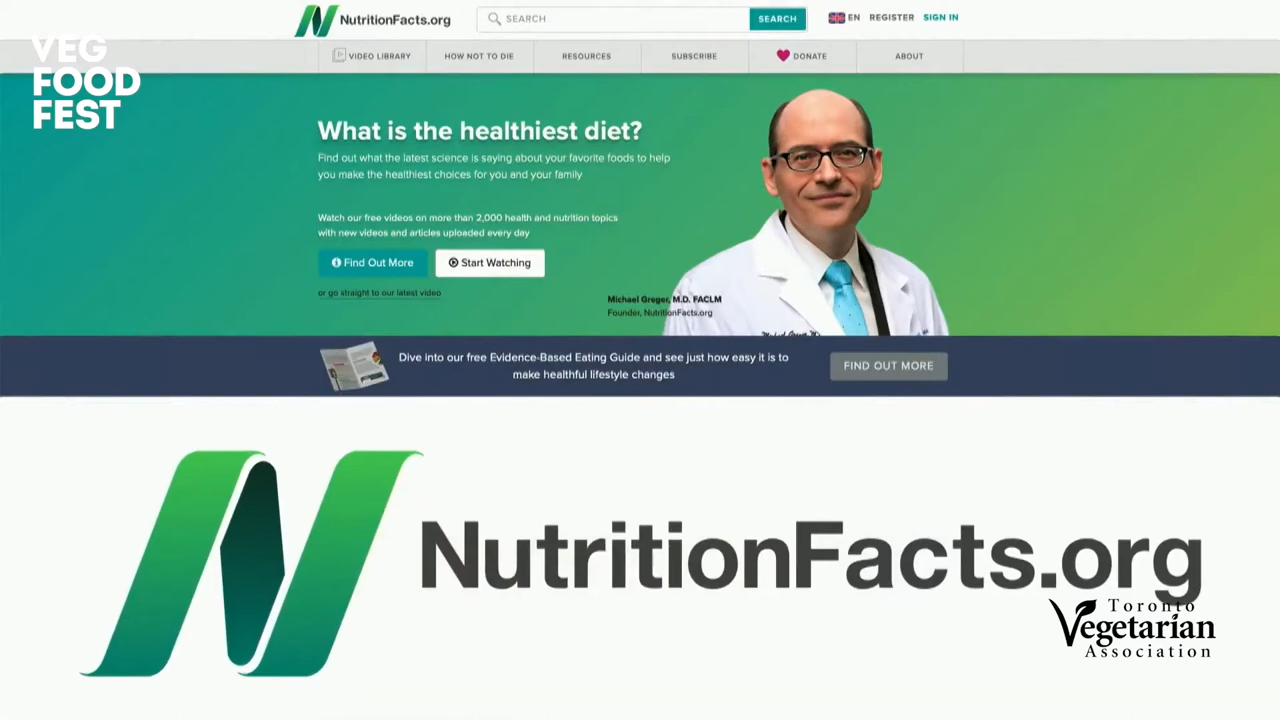 NutritionFacts.org
SEARCH
SEARCH
EN
REGISTER
SIGN IN
VEG
FOOD
FEST
VIDEO LIBRARY
HOW NOT TO DIE
RESOURCES
SUBSCRIBE
DONATE
ABOUT
What is the healthiest diet?
Find out what the latest science is saying about your favorite foods to help
you make the healthiest choices for you and your family
Watch our free videos on more than 2,000 health and nutrition topics
with new videos and articles uploaded every day
Find Out More
Start Watching
or go straight to our latest video
Michael Greger, M.D. FACLM
Founder, NutritionFacts.org
Dive into our free Evidence-Based Eating Guide and see just how easy it is to
make healthful lifestyle changes
FIND OUT MORE
NutritionFacts.org
Toronto
Vegetarian
Association